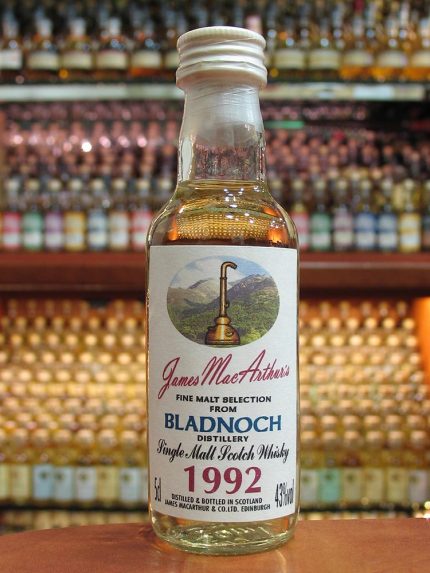 James MacArthur's
FINE MALT SELECTION
FROM
BLADNOCH
DISTILLERY
Single Malt Scotch Whisky
1992
5cl
43%vol
DISTILLED & BOTTLED IN SCOTLAND
JAMES MACARTHUR & CO.LTD. EDINBURGH